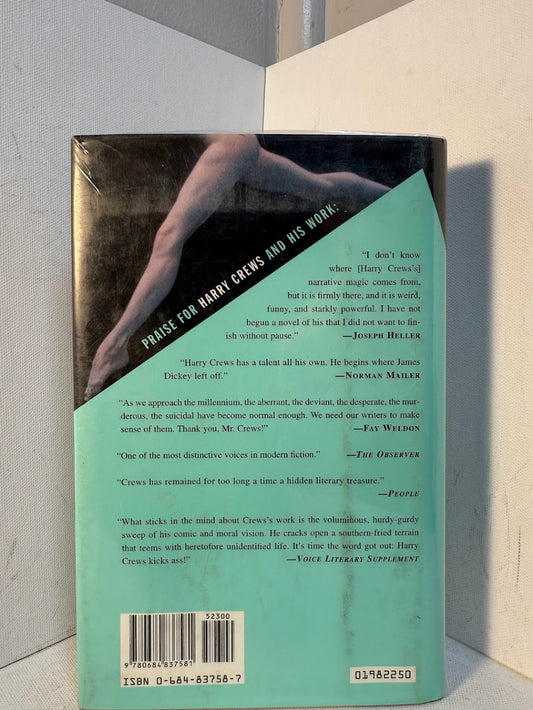 PRAISE FOR HARRY CREWS AND HIS WORK:
“I don’t know
where [Harry Crews’s]
narrative magic comes from,
but it is firmly there, and it is weird,
funny, and starkly powerful. I have not
begun a novel of his that I did not want to fin-
ish without pause.” —JOSEPH HELLER
“Harry Crews has a talent all his own. He begins where James
Dickey left off.” —NORMAN MAILER
“As we approach the millennium, the aberrant, the deviant, the desperate, the mur-
derous, the suicidal have become normal enough. We need our writers to make
sense of them. Thank you, Mr. Crews!” —FAY WELDON
“One of the most distinctive voices in modern fiction.” —THE OBSERVER
“Crews has remained for too long a time a hidden literary treasure.”
—PEOPLE
“What sticks in the mind about Crews’s work is the voluminous, hurdy-gurdy
sweep of his comic and moral vision. He cracks open a southern-fried terrain
that teems with heretofore unidentified life. It’s time the word got out: Harry
Crews kicks ass!” —VOICE LITERARY SUPPLEMENT
52300
9 780684 837581
ISBN 0-684-83758-7
01982250